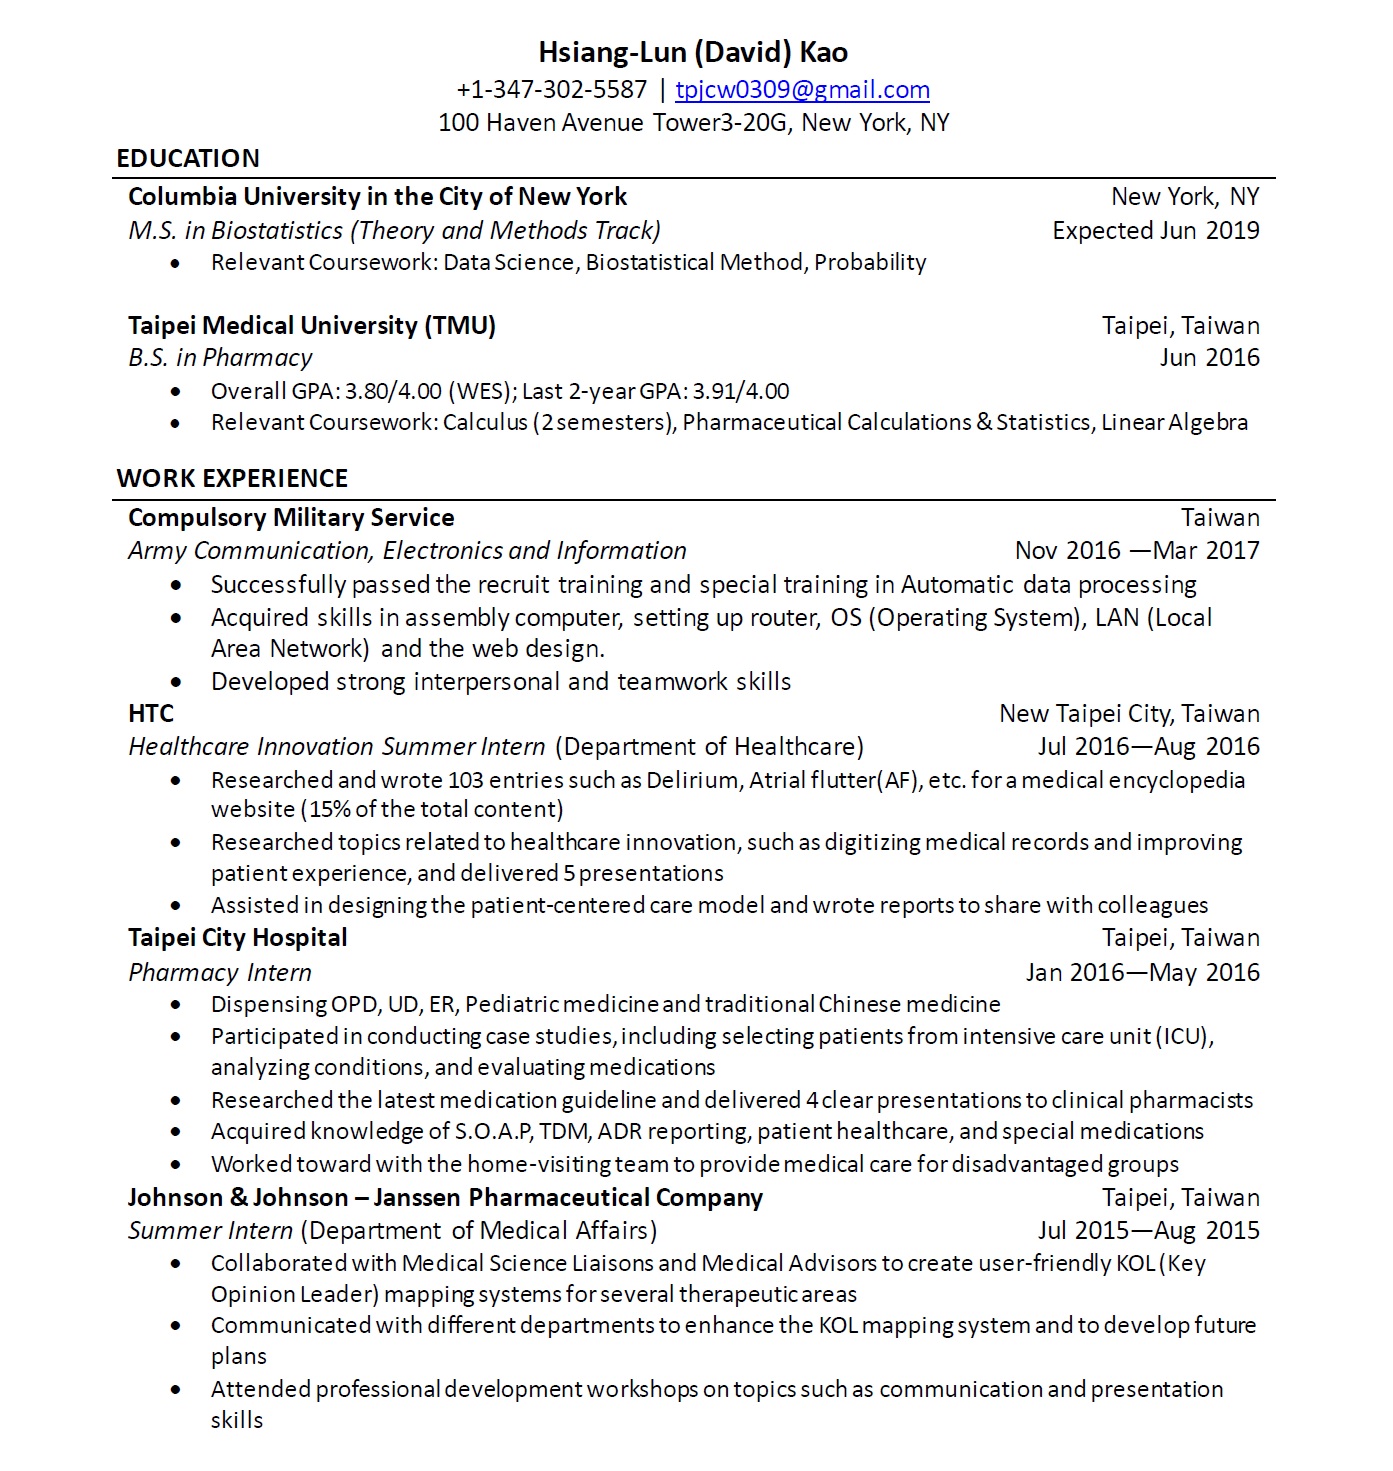 Hsiang-Lun (David) Kao
+1-347-302-5587 | tpjcw0309@gmail.com
100 Haven Avenue Tower3-20G, New York, NY
EDUCATION
Columbia University in the City of New York New York, NY
M.S. in Biostatistics (Theory and Methods Track) Expected Jun 2019
• Relevant Coursework: Data Science, Biostatistical Method, Probability
Taipei Medical University (TMU) Taipei, Taiwan
B.S. in Pharmacy Jun 2016
• Overall GPA: 3.80/4.00 (WES); Last 2-year GPA: 3.91/4.00
• Relevant Coursework: Calculus (2 semesters), Pharmaceutical Calculations & Statistics, Linear Algebra
WORK EXPERIENCE
Compulsory Military Service Taiwan
Army Communication, Electronics and Information Nov 2016 —Mar 2017
• Successfully passed the recruit training and special training in Automatic data processing
• Acquired skills in assembly computer, setting up router, OS (Operating System), LAN (Local
Area Network) and the web design.
• Developed strong interpersonal and teamwork skills
HTC New Taipei City, Taiwan
Healthcare Innovation Summer Intern (Department of Healthcare) Jul 2016—Aug 2016
• Researched and wrote 103 entries such as Delirium, Atrial flutter(AF), etc. for a medical encyclopedia
website (15% of the total content)
• Researched topics related to healthcare innovation, such as digitizing medical records and improving
patient experience, and delivered 5 presentations
• Assisted in designing the patient-centered care model and wrote reports to share with colleagues
Taipei City Hospital Taipei, Taiwan
Pharmacy Intern Jan 2016—May 2016
• Dispensing OPD, UD, ER, Pediatric medicine and traditional Chinese medicine
• Participated in conducting case studies, including selecting patients from intensive care unit (ICU),
analyzing conditions, and evaluating medications
• Researched the latest medication guideline and delivered 4 clear presentations to clinical pharmacists
• Acquired knowledge of S.O.A.P, TDM, ADR reporting, patient healthcare, and special medications
• Worked toward with the home-visiting team to provide medical care for disadvantaged groups
Johnson & Johnson – Janssen Pharmaceutical Company Taipei, Taiwan
Summer Intern (Department of Medical Affairs) Jul 2015—Aug 2015
• Collaborated with Medical Science Liaisons and Medical Advisors to create user-friendly KOL (Key
Opinion Leader) mapping systems for several therapeutic areas
• Communicated with different departments to enhance the KOL mapping system and to develop future
plans
• Attended professional development workshops on topics such as communication and presentation
skills